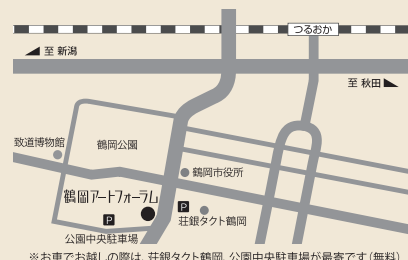 つるおか
至 新潟
至 秋田
致道博物館
鶴岡公園
鶴岡市役所
鶴岡アートフォーラム
P
P
荘銀タクト鶴岡
公園中央駐車場
※お車でお越しの際は、荘銀タクト鶴岡、公園中央駐車場が最寄です(無料)